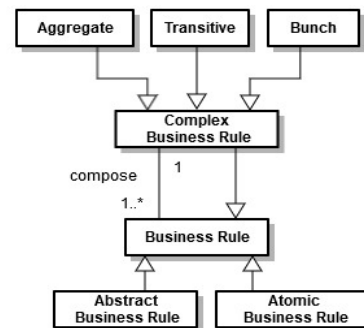 Aggregate
Transitive
Bunch
Complex
Business Rule
1
compose
1..*
Business Rule
Abstract
Business Rule
Atomic
Business Rule